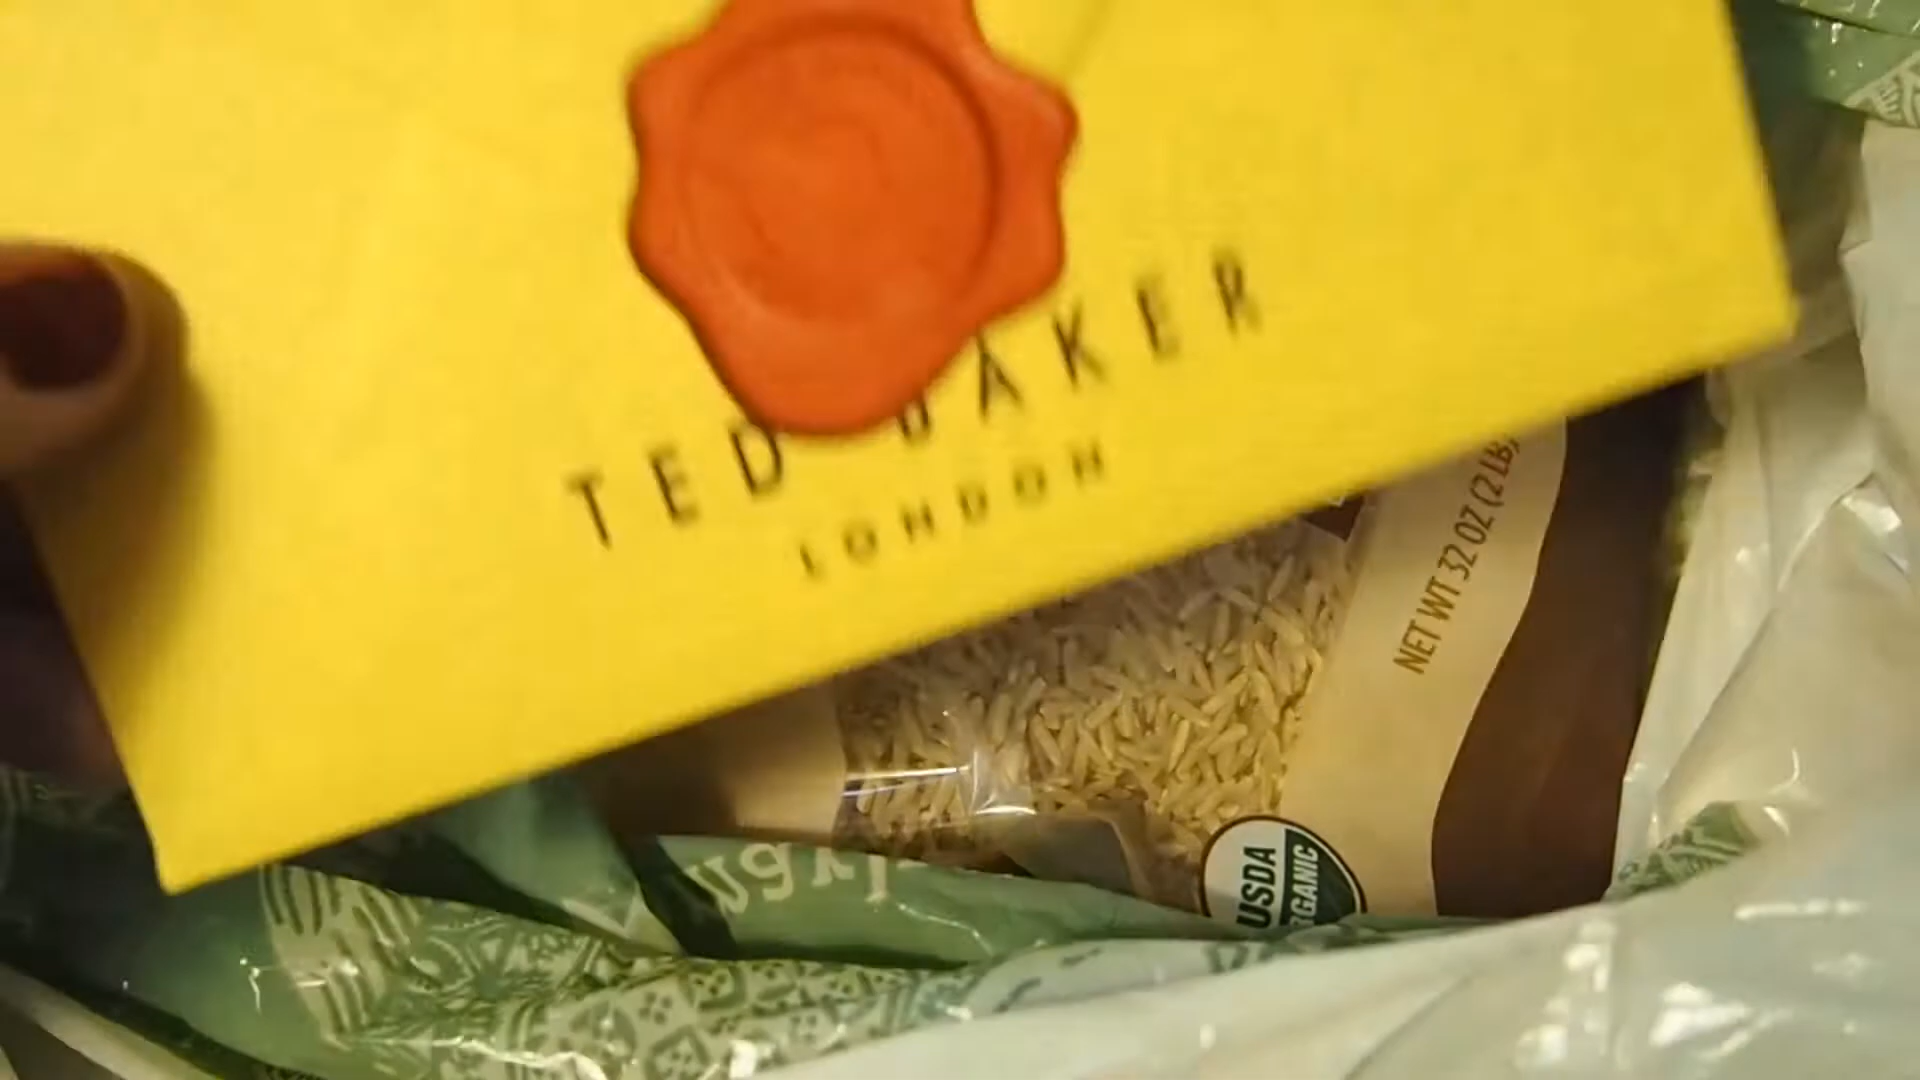 TED BAKER
LONDON
NET WT 32 OZ (2 LB)
USDA
ORGANIC